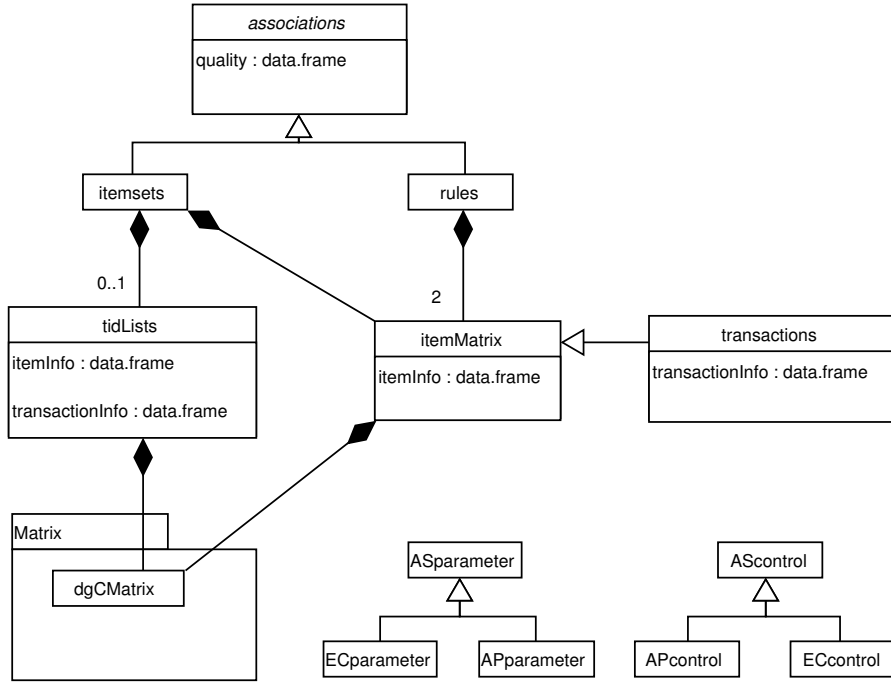 associations
quality : data.frame
itemsets
rules
0..1
2
tidLists
itemInfo : data.frame
transactionInfo : data.frame
itemMatrix
itemInfo : data.frame
transactions
transactionInfo : data.frame
Matrix
dgCMatrix
ASparameter
AScontrol
ECparameter
APparameter
APcontrol
ECcontrol